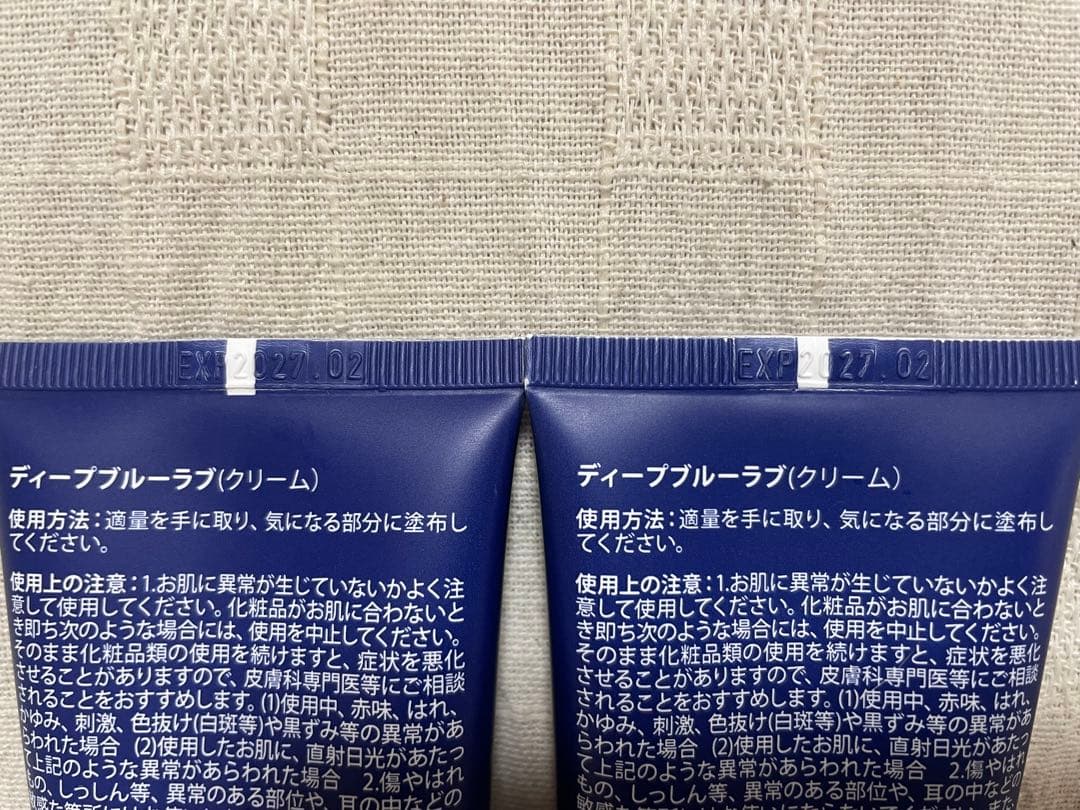 EXP2027.02
ディープブルーラブ(クリーム)
使用方法：適量を手に取り、気になる部分に塗布し
てください。
使用上の注意：1.お肌に異常が生じていないかよく注
意して使用してください。化粧品がお肌に合わないと
き即ち次のような場合には、使用を中止してください。
そのまま化粧品類の使用を続けますと、症状を悪化
させることがありますので、皮膚科専門医等にご相談
されることをおすすめします。(1)使用中、赤味、はれ、
かゆみ、刺激、色抜け(白斑等)や黒ずみ等の異常があ
らわれた場合 (2)使用したお肌に、直射日光があたっ
て上記のような異常があらわれた場合 2.傷やはれ
もの、しっしん等、異常のある部位や、耳の中などの
EXP2027.02
ディープブルーラブ(クリーム)
使用方法：適量を手に取り、気になる部分に塗布し
てください。
使用上の注意：1.お肌に異常が生じていないかよく注
意して使用してください。化粧品がお肌に合わないと
き即ち次のような場合には、使用を中止してください。
そのまま化粧品類の使用を続けますと、症状を悪化
させることがありますので、皮膚科専門医等にご相談
されることをおすすめします。(1)使用中、赤味、はれ、
かゆみ、刺激、色抜け(白斑等)や黒ずみ等の異常があ
らわれた場合 (2)使用したお肌に、直射日光があたっ
て上記のような異常があらわれた場合 2.傷やはれ
もの、しっしん等、異常のある部位や、耳の中などの